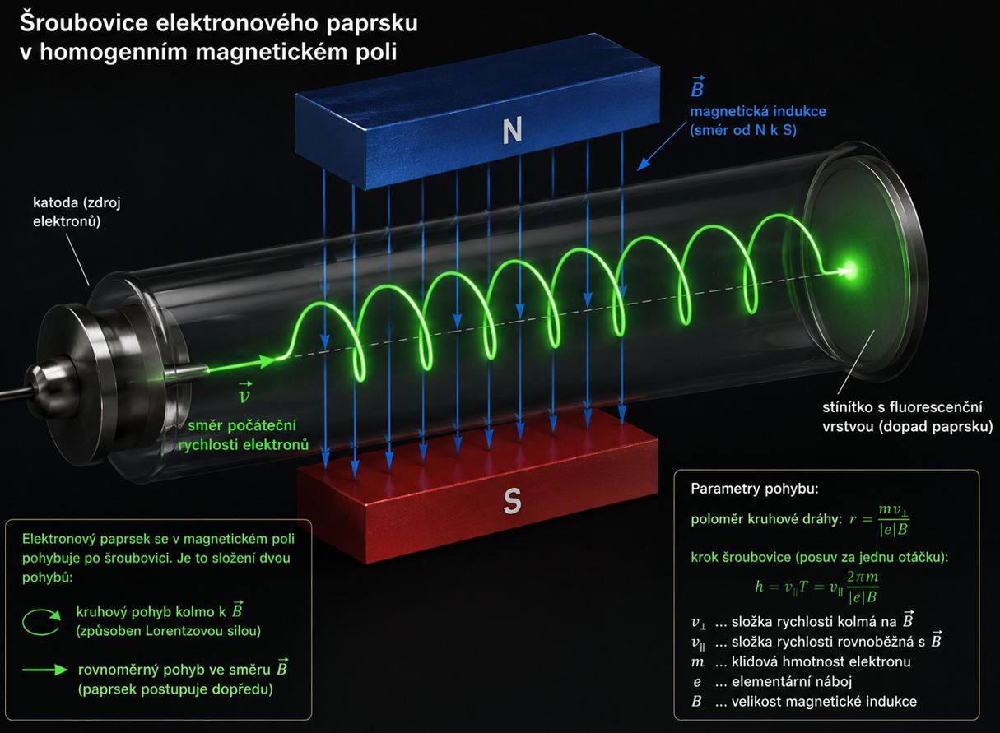 Šroubovice elektronového paprsku
v homogenním magnetickém poli
N
B⃗
magnetická indukce
(směr od N k S)
katoda (zdroj
elektronů)
v⃗
směr počáteční
rychlosti elektronů
stínítko s fluorescenční
vrstvou (dopad paprsku)
S
Elektronový paprsek se v magnetickém poli
pohybuje po šroubovici. Je to složení dvou
pohybů:
kruhový pohyb kolmo k B⃗
(způsoben Lorentzovou silou)
rovnoměrný pohyb ve směru B⃗
(paprsek postupuje dopředu)
Parametry pohybu:
poloměr kruhové dráhy: r = mv⊥ / |e|B
krok šroubovice (posuv za jednu otáčku):
h = v∥T = v∥ 2πm / |e|B
v⊥ ... složka rychlosti kolmá na B⃗
v∥ ... složka rychlosti rovnoběžná s B⃗
m ... klidová hmotnost elektronu
e ... elementární náboj
B ... velikost magnetické indukce